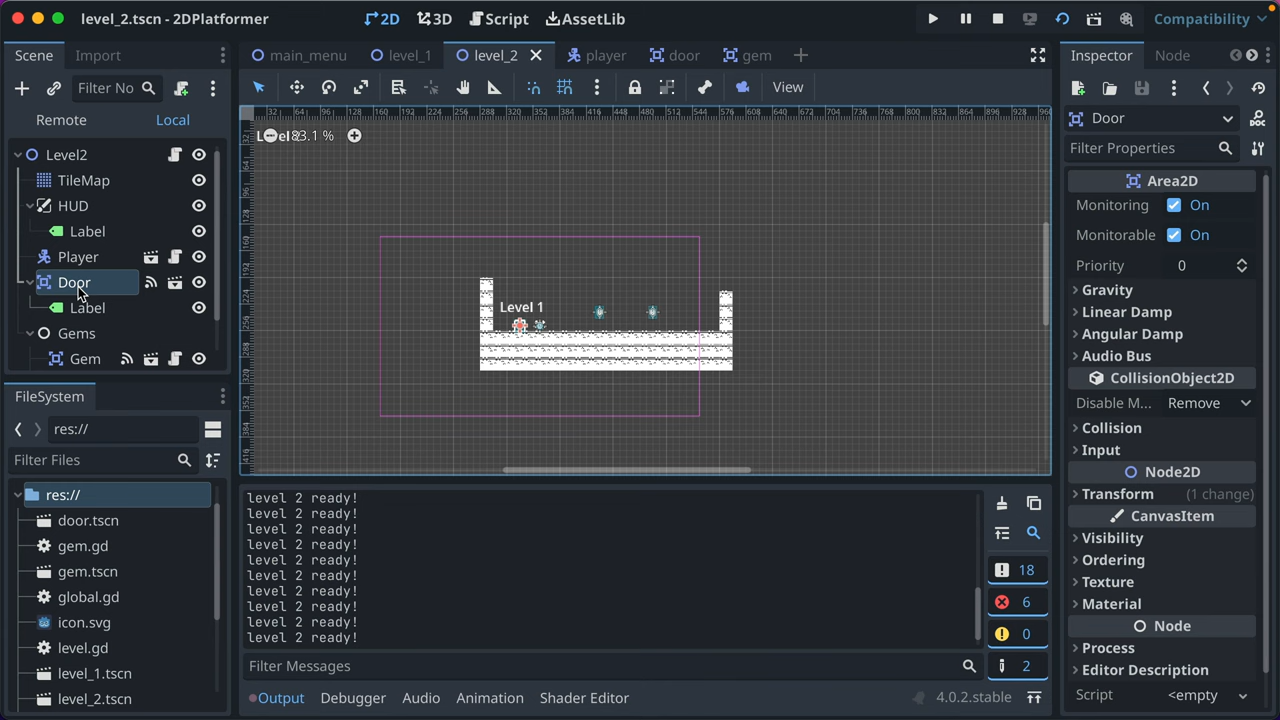 level_2.tscn - 2DPlatformer
2D 3D Script AssetLib
Compatibility
Scene Import
main_menu level_1 level_2 player door gem
Inspector Node
Filter No
View
Remote Local
Door
Filter Properties
83.1 %
Level2
TileMap
HUD
Label
Player
Door
Label
Gems
Gem
Level 1
Area2D
Monitoring On
Monitorable On
Priority 0
Gravity
Linear Damp
Angular Damp
Audio Bus
CollisionObject2D
Disable M... Remove
Collision
Input
Node2D
Transform (1 change)
CanvasItem
Visibility
Ordering
Texture
Material
Node
Process
Editor Description
Script <empty
FileSystem
res://
Filter Files
res://
door.tscn
gem.gd
gem.tscn
global.gd
icon.svg
level.gd
level_1.tscn
level_2.tscn
level 2 ready!
level 2 ready!
level 2 ready!
level 2 ready!
level 2 ready!
level 2 ready!
level 2 ready!
level 2 ready!
level 2 ready!
level 2 ready!
18
6
0
2
Filter Messages
Output Debugger Audio Animation Shader Editor
4.0.2.stable